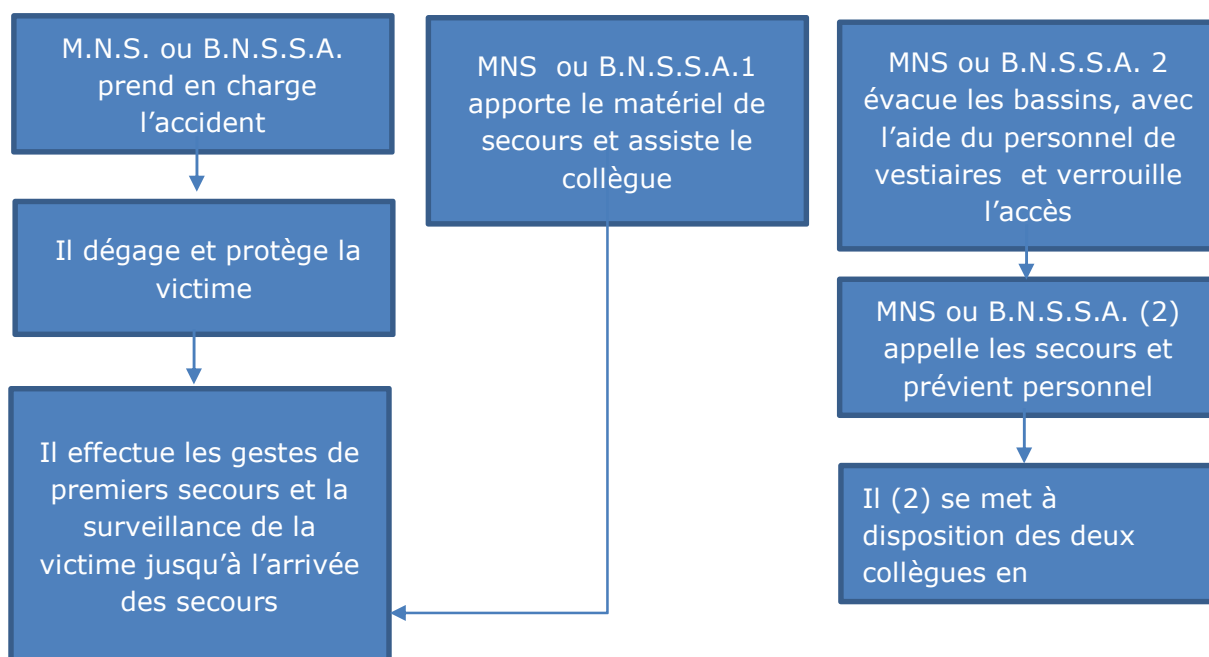 M.N.S. ou B.N.S.S.A.
prend en charge
l’accident
Il dégage et protège la
victime
Il effectue les gestes de
premiers secours et la
surveillance de la
victime jusqu’à l’arrivée
des secours
MNS ou B.N.S.S.A.1
apporte le matériel de
secours et assiste le
collègue
MNS ou B.N.S.S.A. 2
évacue les bassins, avec
l’aide du personnel de
vestiaires et verrouille
l’accès
MNS ou B.N.S.S.A. (2)
appelle les secours et
prévient personnel
Il (2) se met à
disposition des deux
collègues en